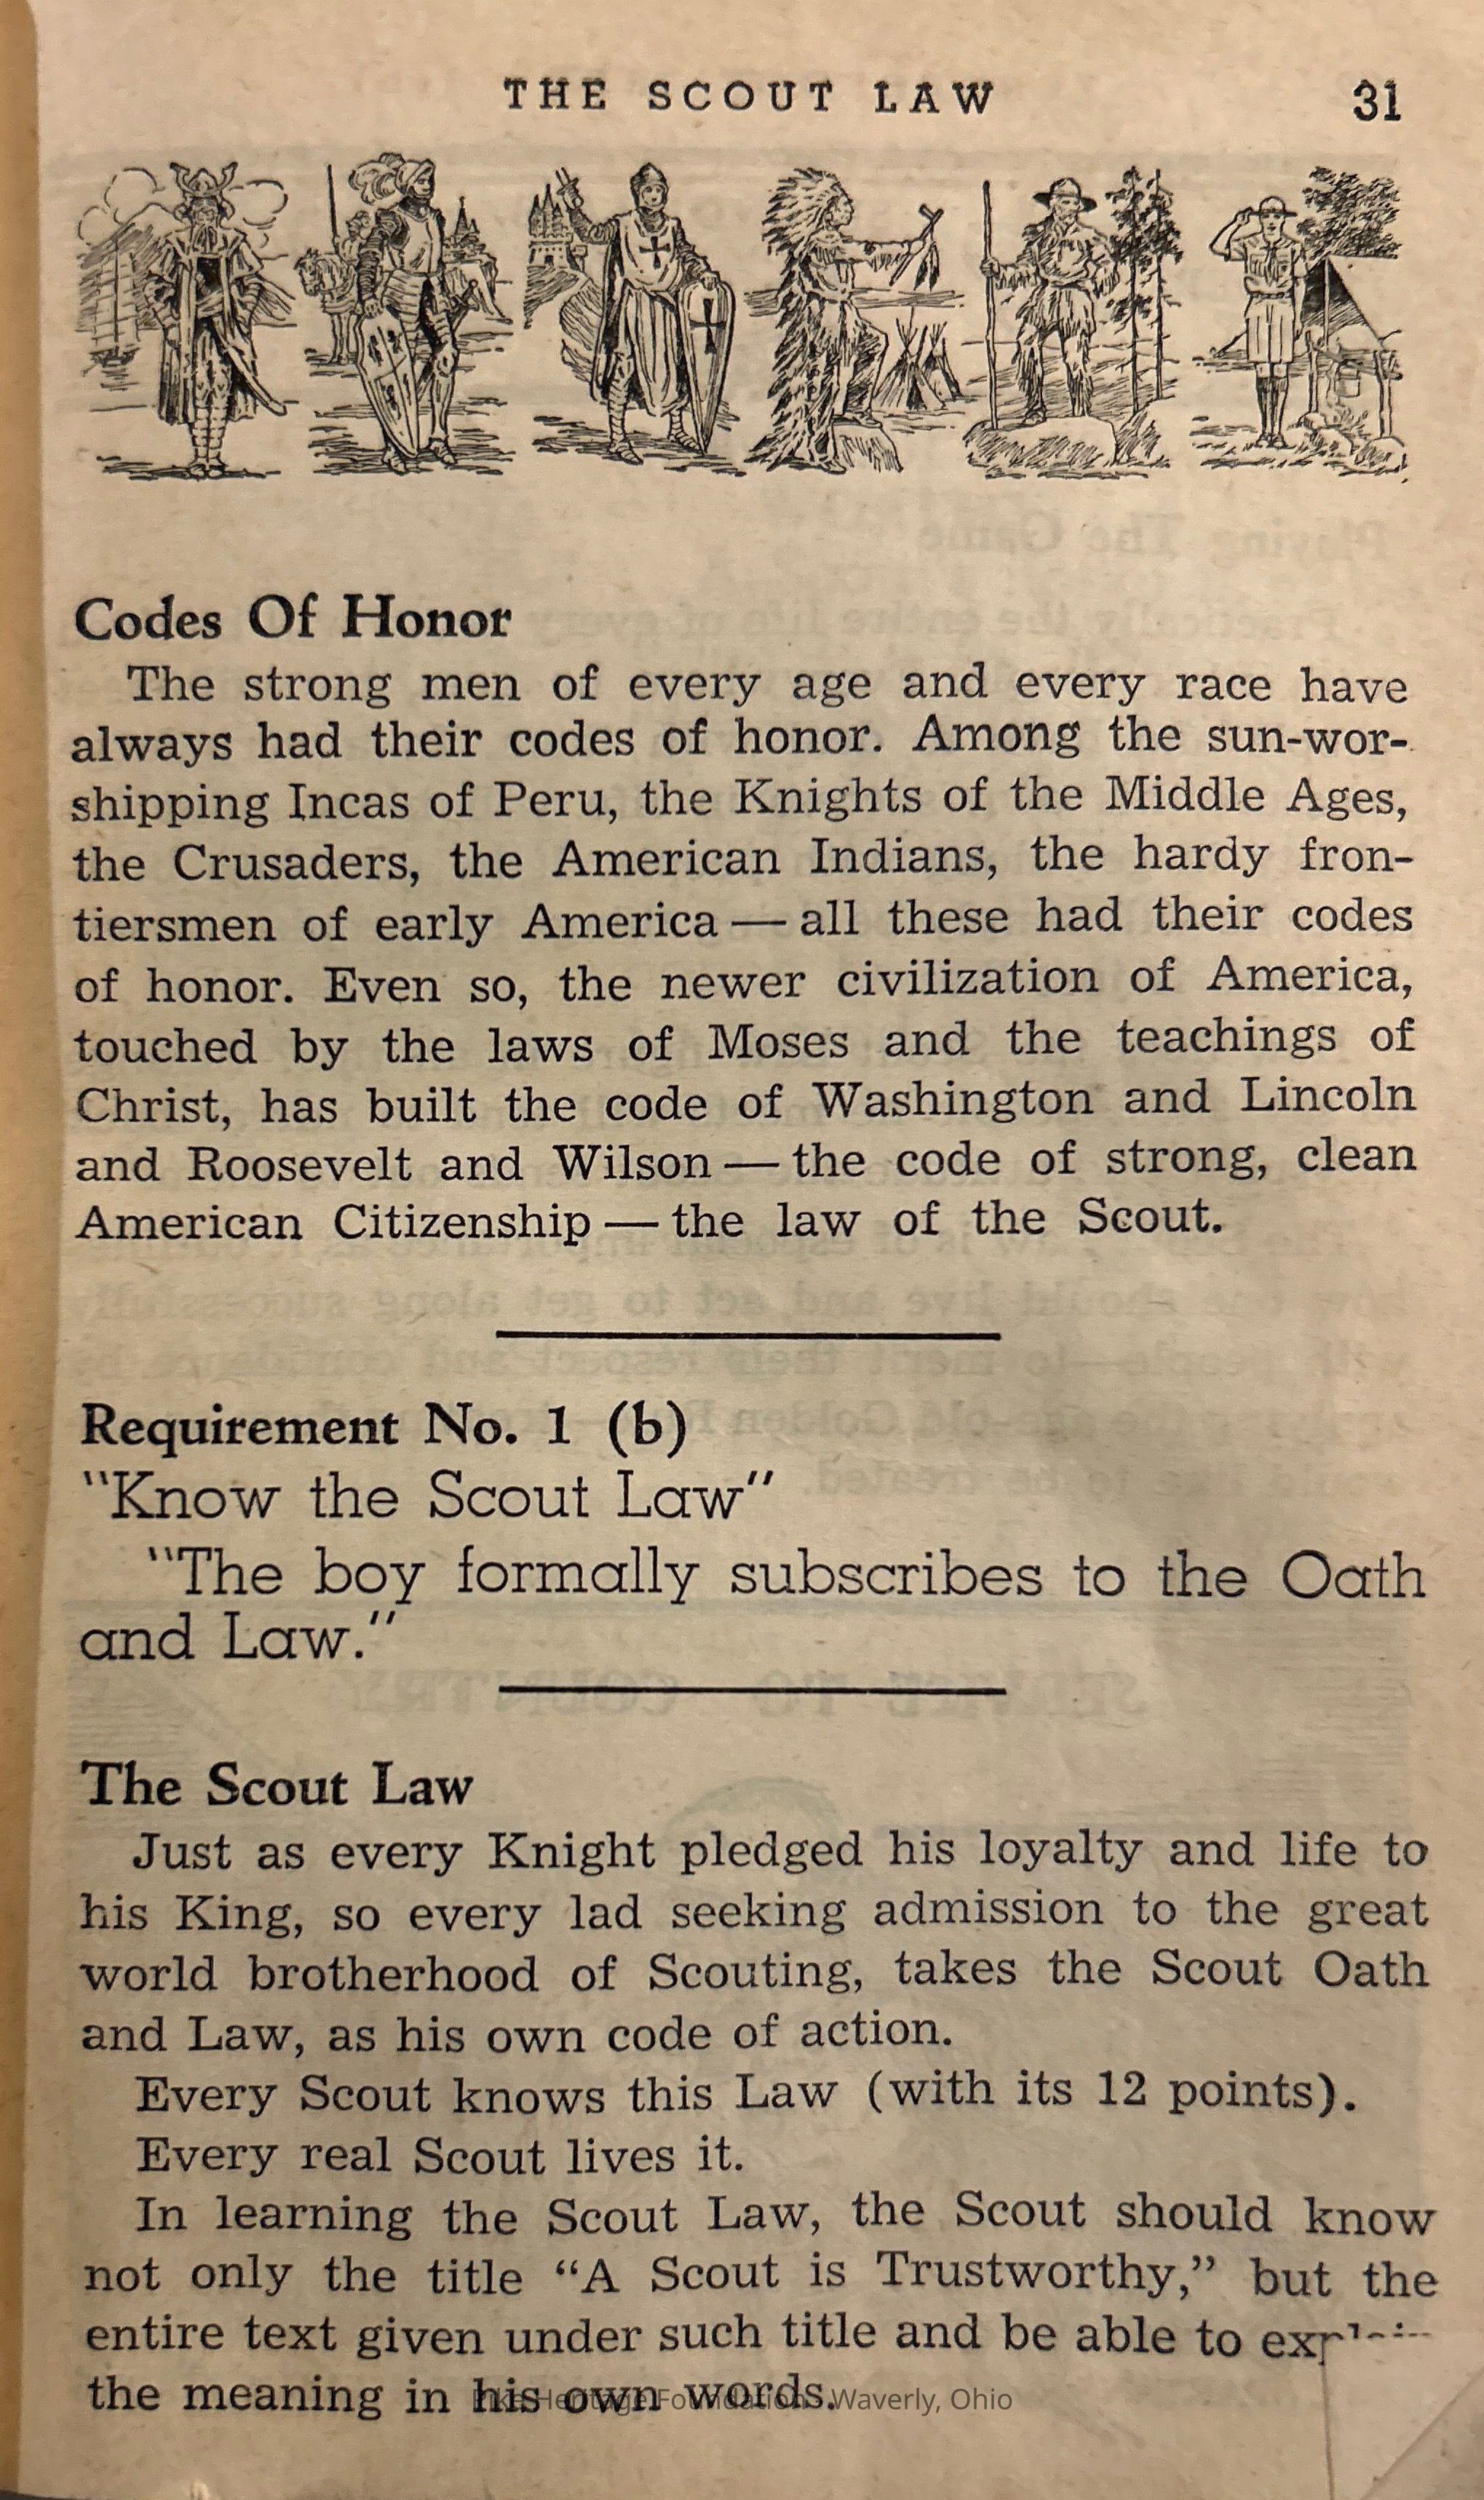 THE SCOUT LAW 31
Codes Of Honor
The strong men of every age and every race have
always had their codes of honor. Among the sun-wor-
shipping Incas of Peru, the Knights of the Middle Ages,
the Crusaders, the American Indians, the hardy fron-
tiersmen of early America — all these had their codes
of honor. Even so, the newer civilization of America,
touched by the laws of Moses and the teachings of
Christ, has built the code of Washington and Lincoln
and Roosevelt and Wilson — the code of strong, clean
American Citizenship — the law of the Scout.
Requirement No. 1 (b)
"Know the Scout Law"
"The boy formally subscribes to the Oath
and Law."
The Scout Law
Just as every Knight pledged his loyalty and life to
his King, so every lad seeking admission to the great
world brotherhood of Scouting, takes the Scout Oath
and Law, as his own code of action.
Every Scout knows this Law (with its 12 points).
Every real Scout lives it.
In learning the Scout Law, the Scout should know
not only the title “A Scout is Trustworthy,” but the
entire text given under such title and be able to
the meaning in his own words.
Heritage Foundation Waverly, Ohio